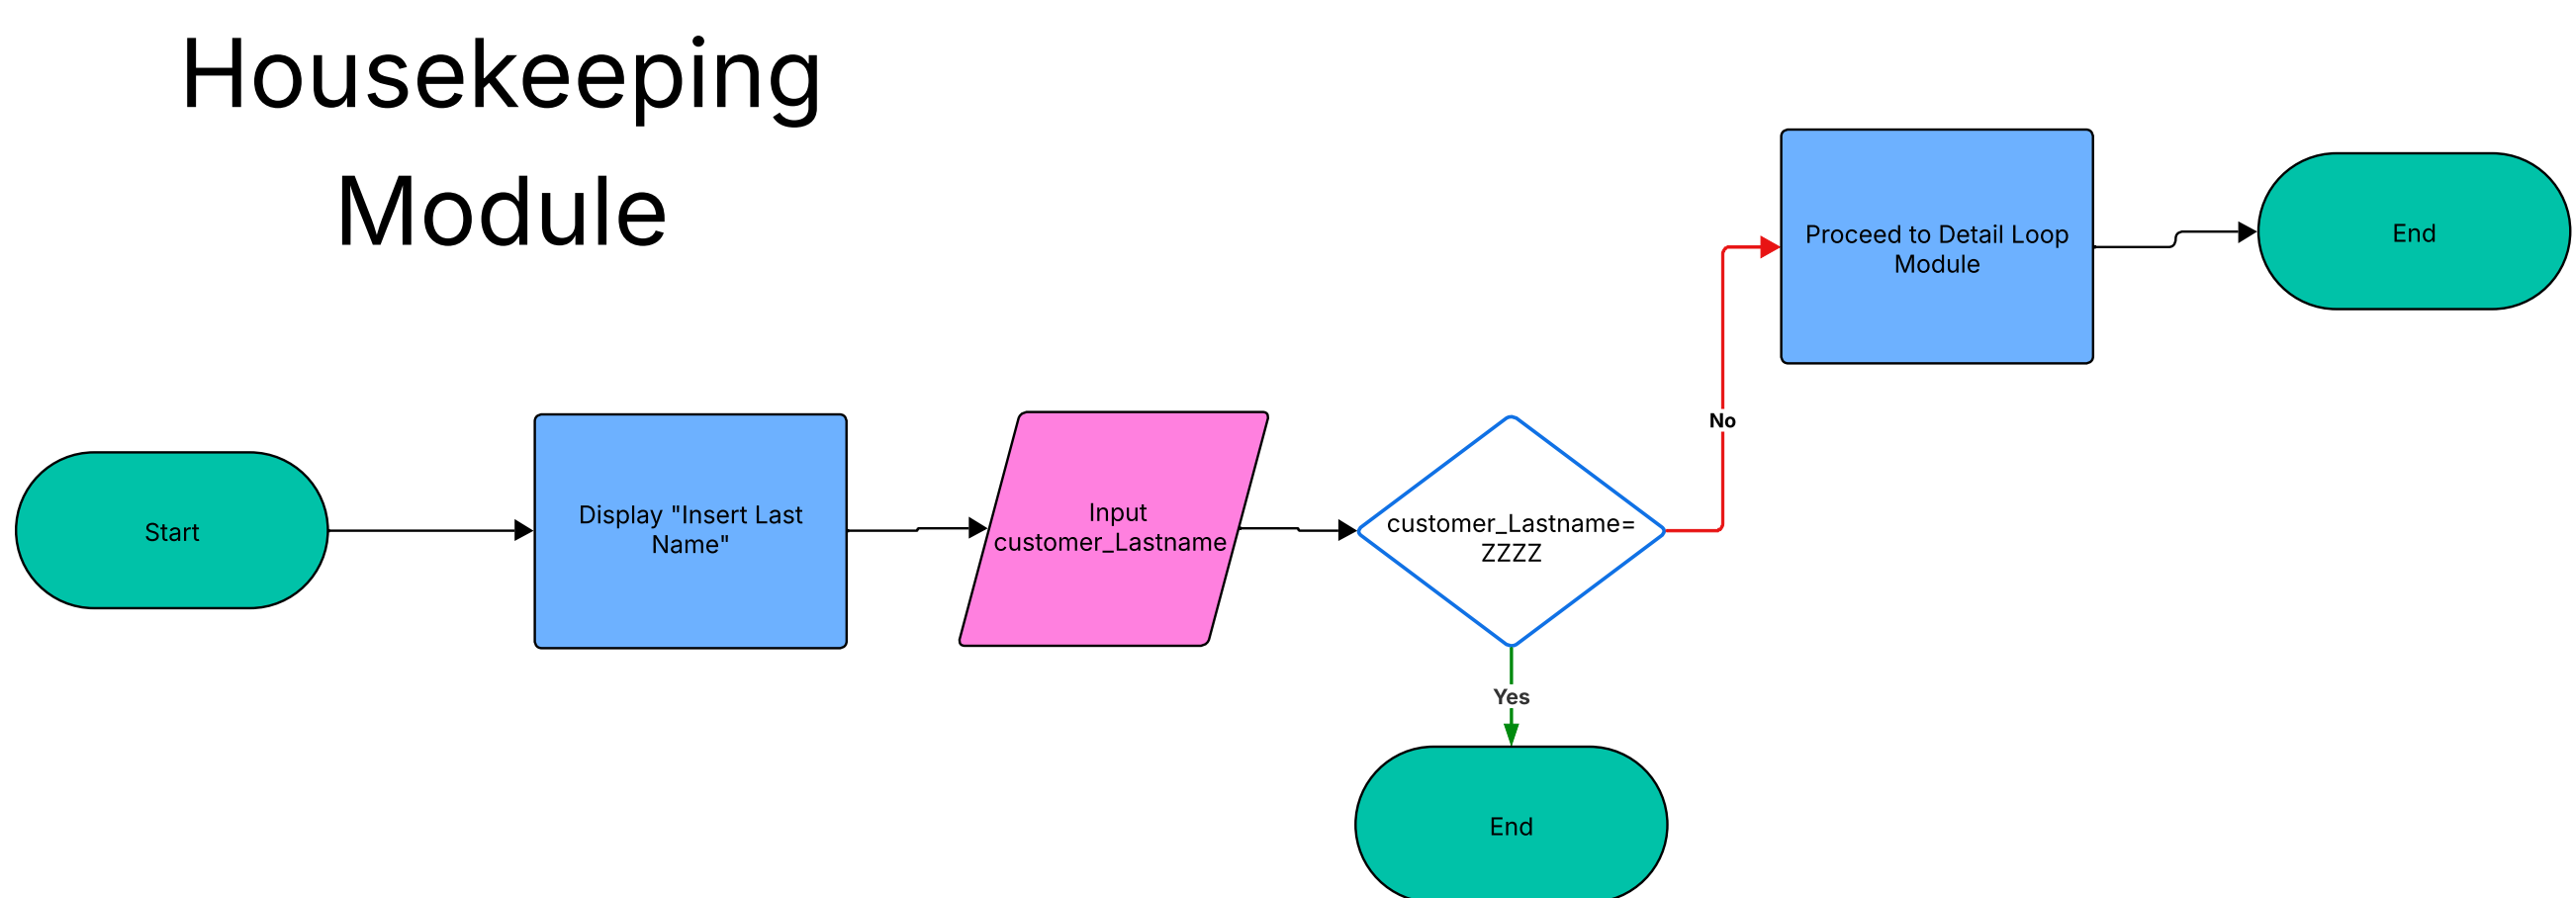 Housekeeping
Module
Start
Display "Insert Last
Name"
Input
customer_Lastname
customer_Lastname=
ZZZZ
No
Proceed to Detail Loop
Module
End
Yes
End